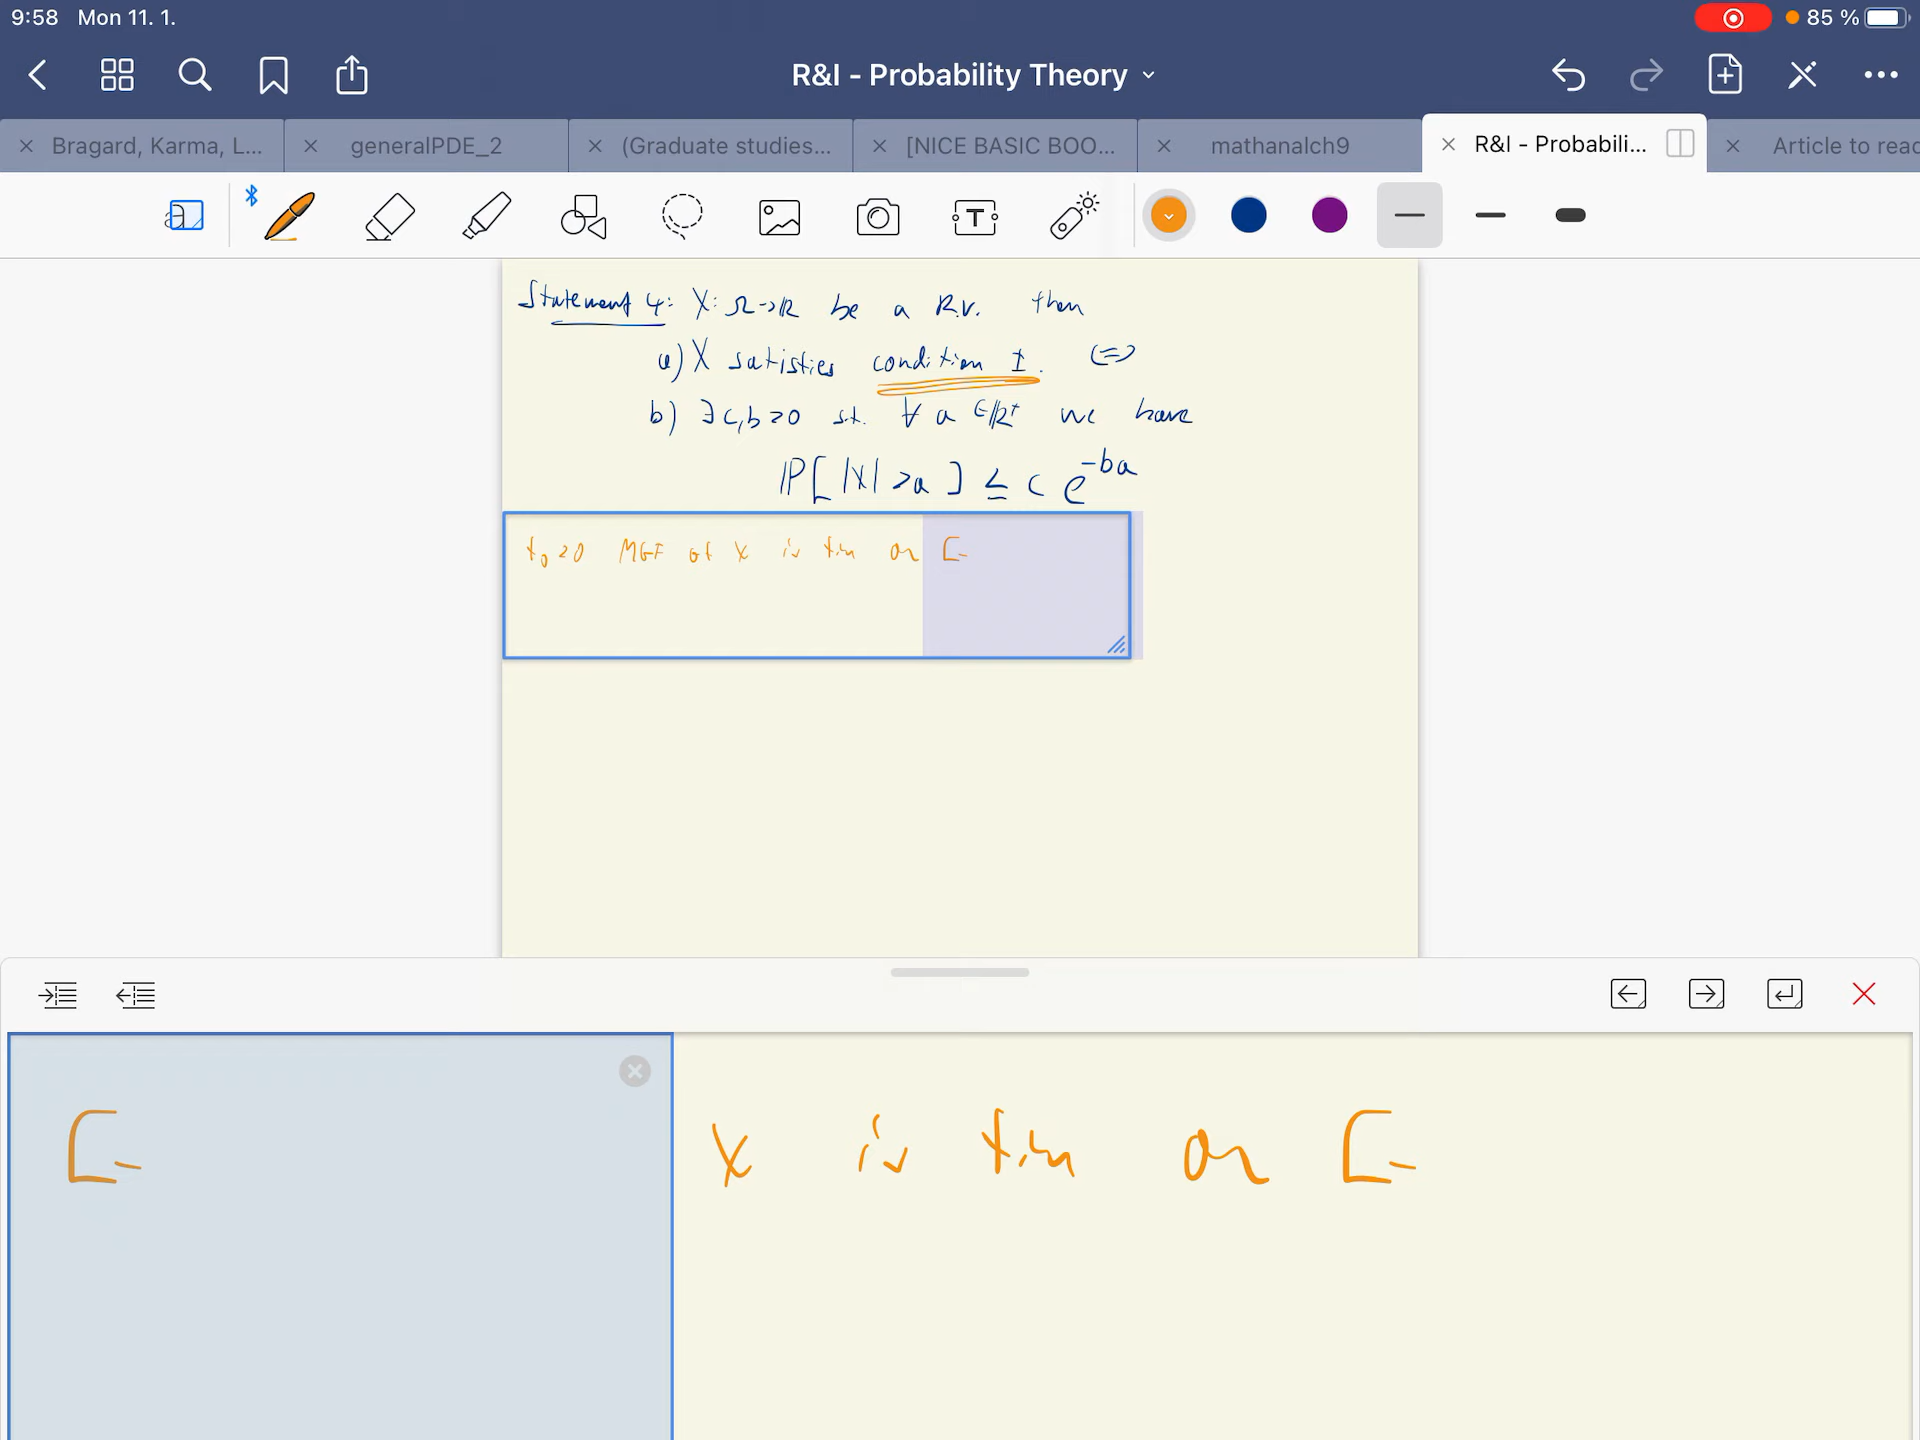 9:58 Mon 11. 1.
85 %
R&I - Probability Theory
Bragard, Karma, L...
generalPDE_2
(Graduate studies...
[NICE BASIC BOO...
mathanalch9
R&I - Probabili...
Article to read
T
Statement 4: X: Ω→ℝ be a R.V. then
a) X satisfies condition I. (=>
b) ∃ c,b>0 s.t. ∀ a ∈ℝ⁺ we have
ℙ[ |X| >a ] ≤ c e^{-ba}
t₀>0 MGF of X is fin on [-
[-
X is fin on [-